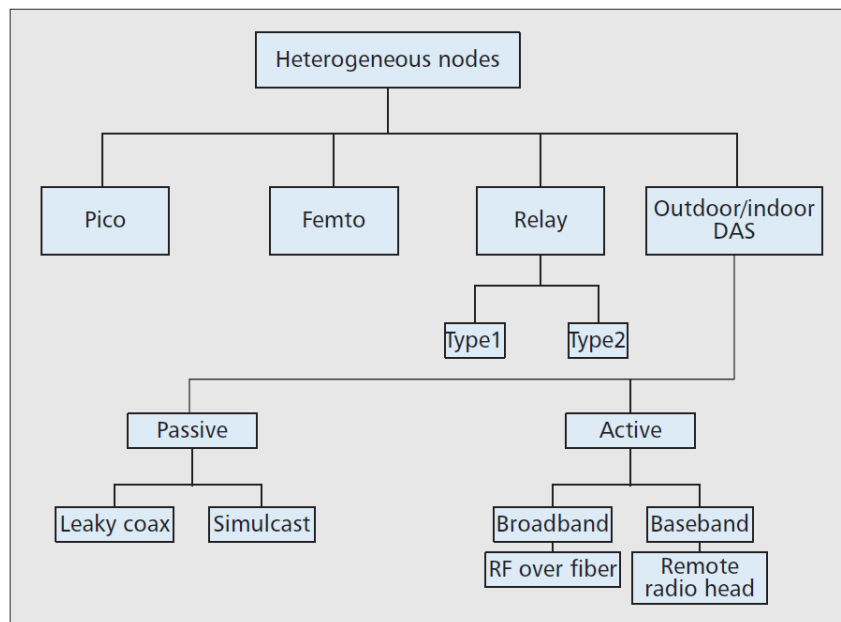 Heterogeneous nodes
Pico
Femto
Relay
Outdoor/indoor
DAS
Type1
Type2
Passive
Active
Leaky coax
Simulcast
Broadband
Baseband
RF over fiber
Remote
radio head